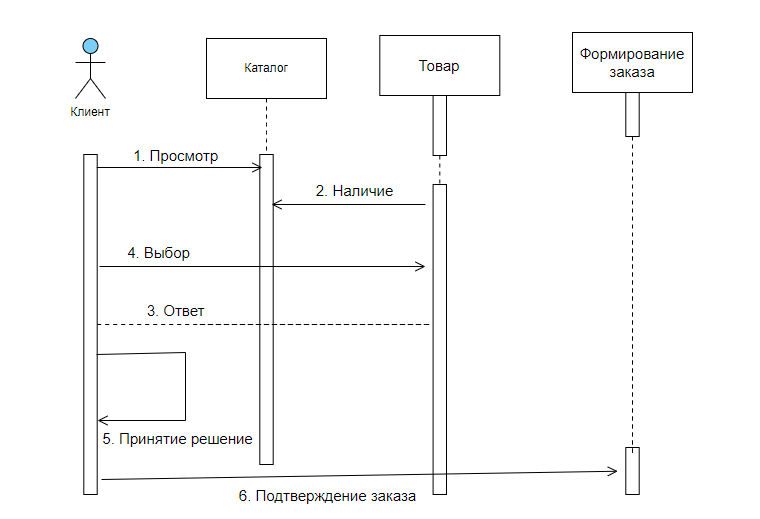 Клиент
Каталог
Товар
Формирование
заказа
1. Просмотр
2. Наличие
4. Выбор
3. Ответ
5. Принятие решение
6. Подтверждение заказа